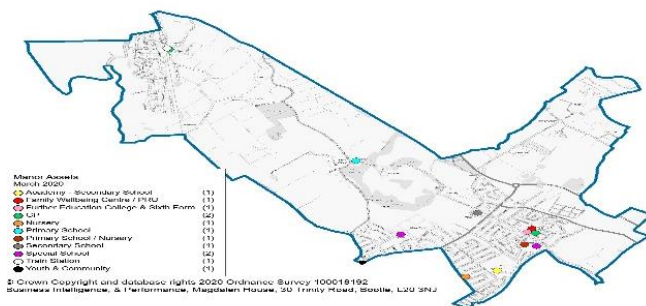 Manor Assets
March 2020
Academy - Secondary School (1)
Family Wellbeing Centre / PRU (1)
Further Education College & Sixth Form (1)
GP (2)
Nursery (1)
Primary School (1)
Primary School / Nursery (1)
Secondary School (1)
Special School (2)
Train Station (1)
Youth & Community (1)
© Crown Copyright and database rights 2020 Ordnance Survey 100018192
Business Intelligence, & Performance, Magdalen House, 30 Trinity Road, Bootle, L20 3NJ